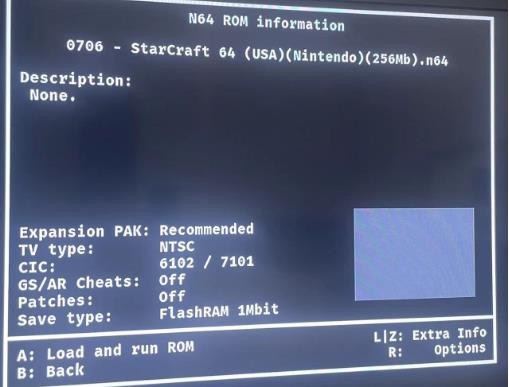 N64 ROM information
0706 - StarCraft 64 (USA)(Nintendo)(256Mb).n64
Description:
None.
Expansion PAK: Recommended
TV type: NTSC
CIC: 6102 / 7101
GS/AR Cheats: Off
Patches: Off
Save type: FlashRAM 1Mbit
A: Load and run ROM
B: Back
L|Z: Extra Info
R: Options